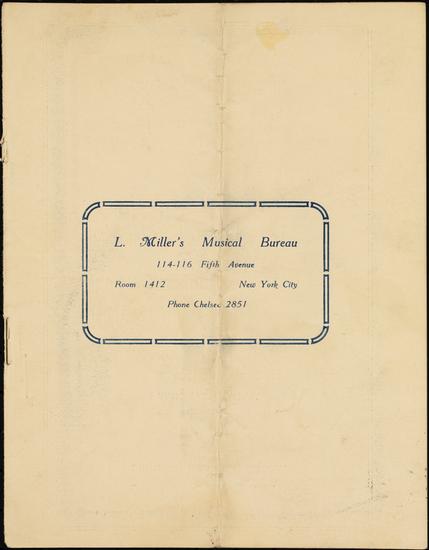 L. Miller's Musical Bureau
114-116 Fifth Avenue
Room 1412 New York City
Phone Chelsea 2851